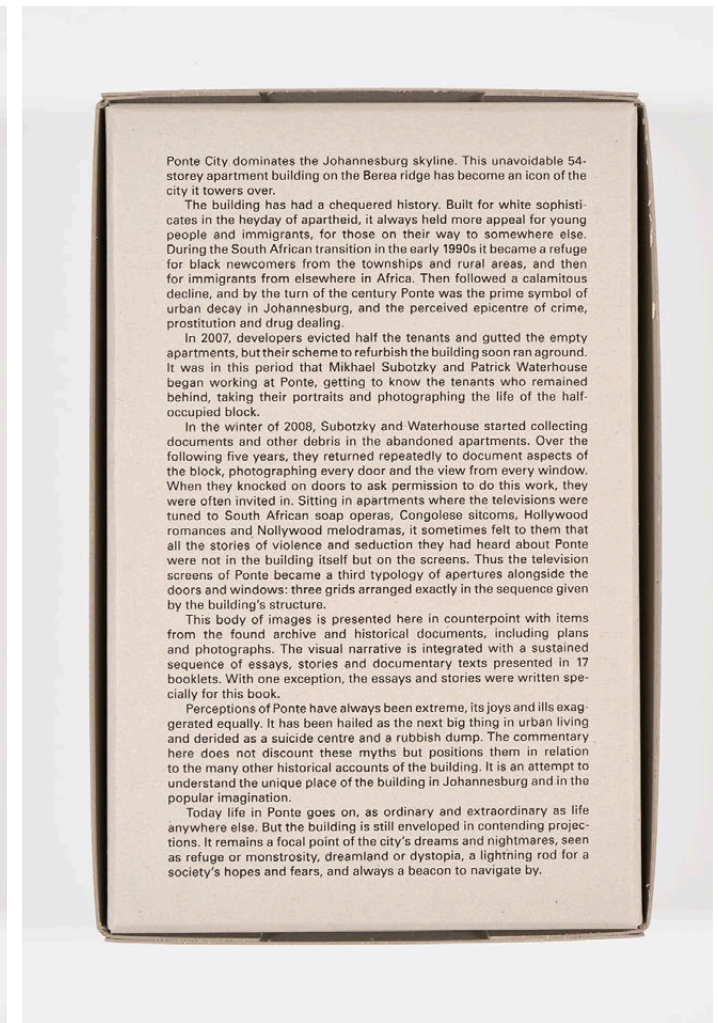 Ponte City dominates the Johannesburg skyline. This unavoidable 54-
storey apartment building on the Berea ridge has become an icon of the
city it towers over.
The building has had a chequered history. Built for white sophisti-
cates in the heyday of apartheid, it always held more appeal for young
people and immigrants, for those on their way to somewhere else.
During the South African transition in the early 1990s it became a refuge
for black newcomers from the townships and rural areas, and then
for immigrants from elsewhere in Africa. Then followed a calamitous
decline, and by the turn of the century Ponte was the prime symbol of
urban decay in Johannesburg, and the perceived epicentre of crime,
prostitution and drug dealing.
In 2007, developers evicted half the tenants and gutted the empty
apartments, but their scheme to refurbish the building soon ran aground.
It was in this period that Mikhael Subotzky and Patrick Waterhouse
began working at Ponte, getting to know the tenants who remained
behind, taking their portraits and photographing the life of the half-
occupied block.
In the winter of 2008, Subotzky and Waterhouse started collecting
documents and other debris in the abandoned apartments. Over the
following five years, they returned repeatedly to document aspects of
the block, photographing every door and the view from every window.
When they knocked on doors to ask permission to do this work, they
were often invited in. Sitting in apartments where the televisions were
tuned to South African soap operas, Congolese sitcoms, Hollywood
romances and Nollywood melodramas, it sometimes felt to them that
all the stories of violence and seduction they had heard about Ponte
were not in the building itself but on the screens. Thus the television
screens of Ponte became a third typology of apertures alongside the
doors and windows: three grids arranged exactly in the sequence given
by the building's structure.
This body of images is presented here in counterpoint with items
from the found archive and historical documents, including plans
and photographs. The visual narrative is integrated with a sustained
sequence of essays, stories and documentary texts presented in 17
booklets. With one exception, the essays and stories were written spe-
cially for this book.
Perceptions of Ponte have always been extreme, its joys and ills exag-
gerated equally. It has been hailed as the next big thing in urban living
and derided as a suicide centre and a rubbish dump. The commentary
here does not discount these myths but positions them in relation
to the many other historical accounts of the building. It is an attempt to
understand the unique place of the building in Johannesburg and in the
popular imagination.
Today life in Ponte goes on, as ordinary and extraordinary as life
anywhere else. But the building is still enveloped in contending projec-
tions. It remains a focal point of the city's dreams and nightmares, seen
as refuge or monstrosity, dreamland or dystopia, a lightning rod for a
society's hopes and fears, and always a beacon to navigate by.